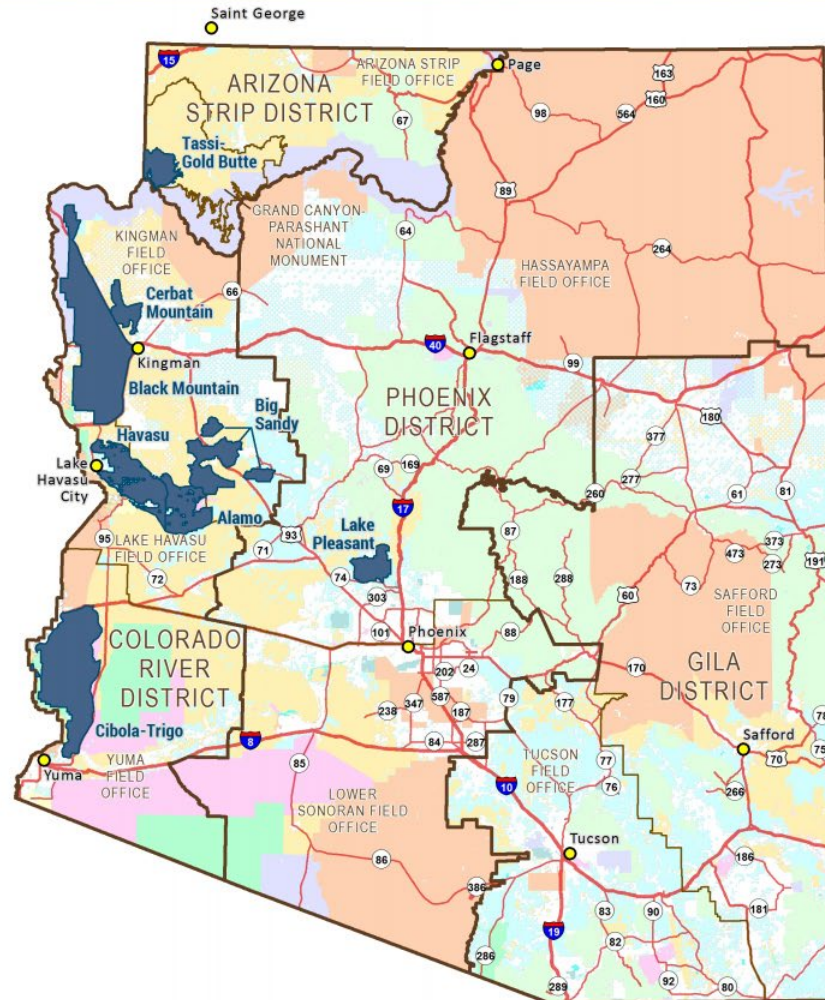 Saint George
15
ARIZONA STRIP
FIELD OFFICE
Page
ARIZONA
STRIP DISTRICT
163
160
98
564
67
Tassi-
Gold Butte
89
GRAND CANYON-
PARASHANT
NATIONAL
MONUMENT
KINGMAN
FIELD
OFFICE
64
264
HASSAYAMPA
FIELD OFFICE
66
Cerbat
Mountain
Kingman
40
Flagstaff
99
Black Mountain
PHOENIX
DISTRICT
Big
Sandy
180
377
Havasu
Lake
Havasu
City
69
169
277
260
61
81
17
Alamo
95
LAKE HAVASU
FIELD OFFICE
93
71
Lake
Pleasant
87
373
473
273
191
72
74
303
188
288
60
73
SAFFORD
FIELD
OFFICE
101
Phoenix
88
COLORADO
RIVER
DISTRICT
202
24
170
GILA
DISTRICT
587
79
177
238
347
187
78
Cibola-Trigo
8
84
287
Safford
70
75
Yuma
YUMA
FIELD
OFFICE
85
TUCSON
FIELD
OFFICE
77
76
10
266
LOWER
SONORAN FIELD
OFFICE
Tucson
86
186
386
181
83
90
19
82
286
92
80
289